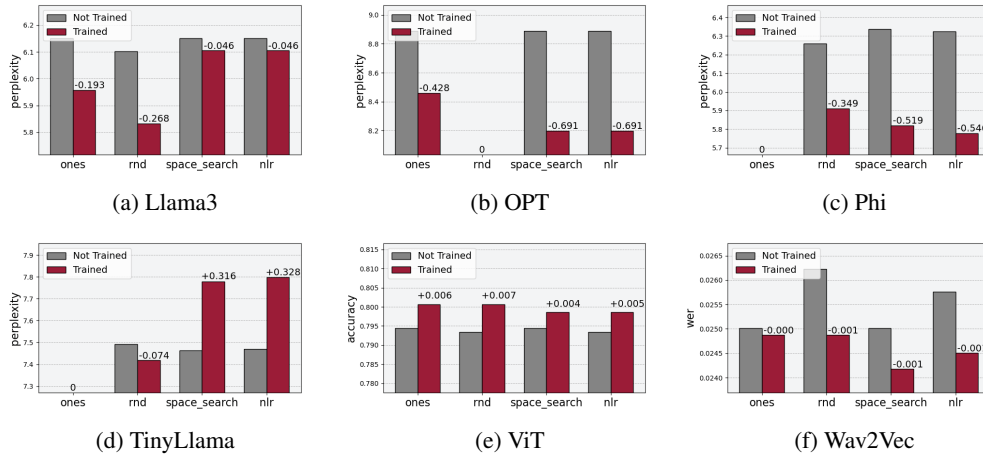 6.2
6.1
6.0
5.9
5.8
perplexity
Not Trained
Trained
-0.193
-0.268
-0.046
-0.046
ones
rnd
space_search
nlr
(a) Llama3
9.0
8.8
8.6
8.4
8.2
perplexity
Not Trained
Trained
-0.428
0
-0.691
-0.691
ones
rnd
space_search
nlr
(b) OPT
6.4
6.3
6.2
6.1
6.0
5.9
5.8
5.7
perplexity
Not Trained
Trained
0
-0.349
-0.519
-0.546
ones
rnd
space_search
nlr
(c) Phi
7.9
7.8
7.7
7.6
7.5
7.4
7.3
perplexity
Not Trained
Trained
0
-0.074
+0.316
+0.328
ones
rnd
space_search
nlr
(d) TinyLlama
0.815
0.810
0.805
0.800
0.795
0.790
0.785
0.780
accuracy
Not Trained
Trained
+0.006
+0.007
+0.004
+0.005
ones
rnd
space_search
nlr
(e) ViT
0.0265
0.0260
0.0255
0.0250
0.0245
0.0240
wer
Not Trained
Trained
-0.000
-0.001
-0.001
-0.001
ones
rnd
space_search
nlr
(f) Wav2Vec